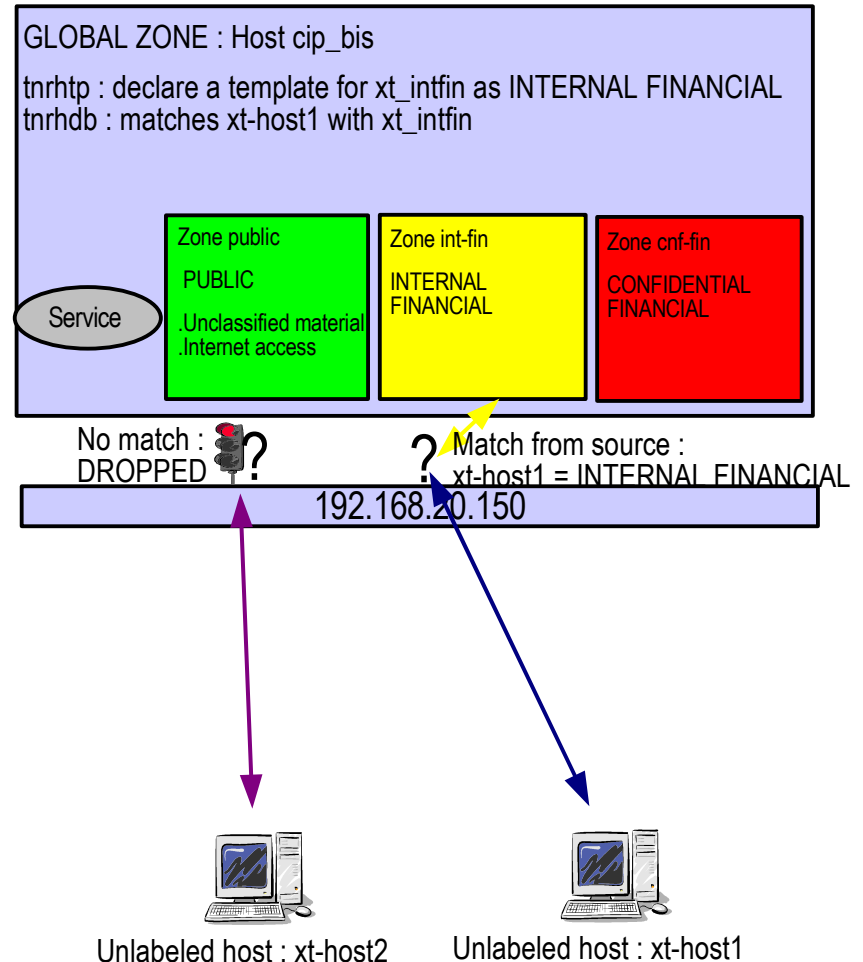 GLOBAL ZONE : Host cip_bis
tnrhtp : declare a template for xt_intfin as INTERNAL FINANCIAL
tnrhdb : matches xt-host1 with xt_intfin
Service
Zone public
PUBLIC
.Unclassified material
.Internet access
Zone int-fin
INTERNAL
FINANCIAL
Zone cnf-fin
CONFIDENTIAL
FINANCIAL
No match :
DROPPED
?
?
Match from source :
xt-host1 = INTERNAL FINANCIAL
192.168.20.150
Unlabeled host : xt-host2
Unlabeled host : xt-host1